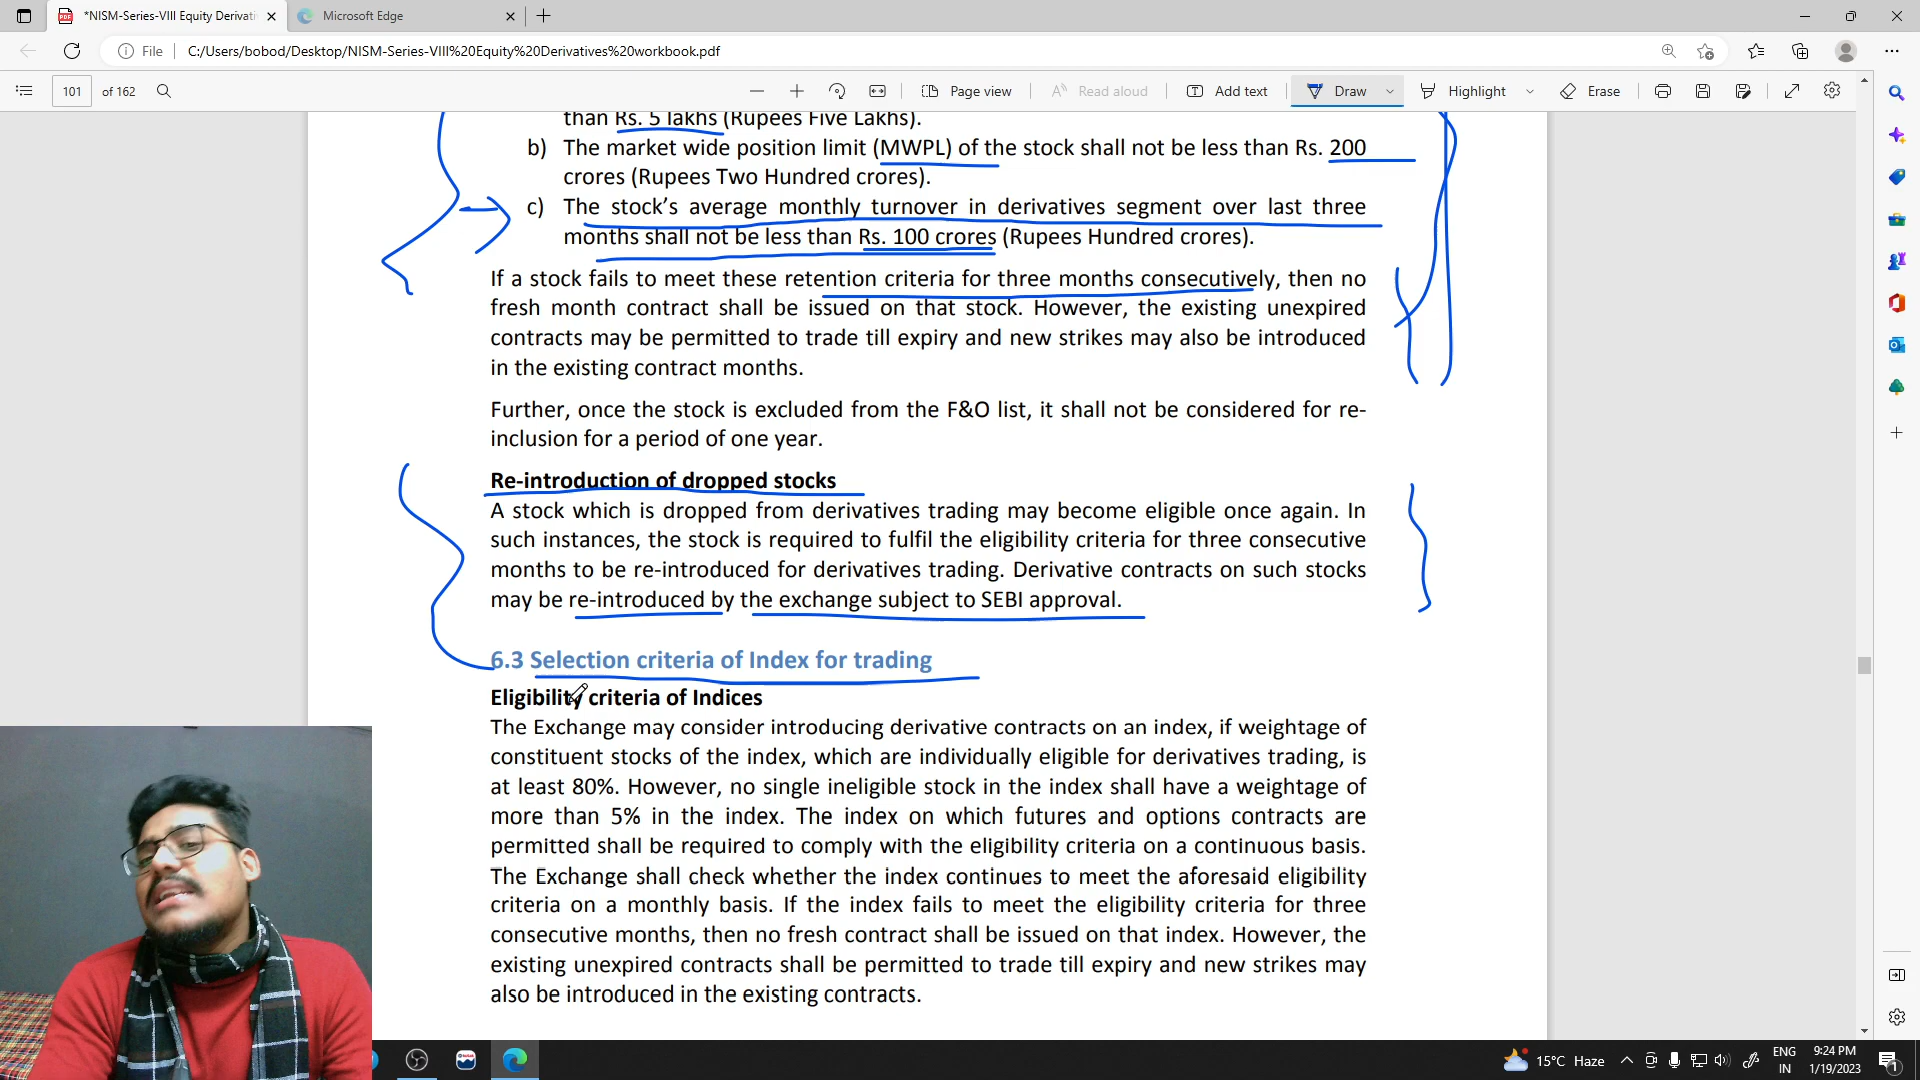 *NISM-Series-VIII Equity Derivati
Microsoft Edge
File
C:/Users/bobod/Desktop/NISM-Series-VIII%20Equity%20Derivatives%20workbook.pdf
101 of 162
Page view
Read aloud
Add text
Draw
Highlight
Erase
than Rs. 5 lakhs (Rupees Five Lakhs).
b) The market wide position limit (MWPL) of the stock shall not be less than Rs. 200
crores (Rupees Two Hundred crores).
c) The stock’s average monthly turnover in derivatives segment over last three
months shall not be less than Rs. 100 crores (Rupees Hundred crores).
If a stock fails to meet these retention criteria for three months consecutively, then no
fresh month contract shall be issued on that stock. However, the existing unexpired
contracts may be permitted to trade till expiry and new strikes may also be introduced
in the existing contract months.
Further, once the stock is excluded from the F&O list, it shall not be considered for re-
inclusion for a period of one year.
Re-introduction of dropped stocks
A stock which is dropped from derivatives trading may become eligible once again. In
such instances, the stock is required to fulfil the eligibility criteria for three consecutive
months to be re-introduced for derivatives trading. Derivative contracts on such stocks
may be re-introduced by the exchange subject to SEBI approval.
6.3 Selection criteria of Index for trading
Eligibility criteria of Indices
The Exchange may consider introducing derivative contracts on an index, if weightage of
constituent stocks of the index, which are individually eligible for derivatives trading, is
at least 80%. However, no single ineligible stock in the index shall have a weightage of
more than 5% in the index. The index on which futures and options contracts are
permitted shall be required to comply with the eligibility criteria on a continuous basis.
The Exchange shall check whether the index continues to meet the aforesaid eligibility
criteria on a monthly basis. If the index fails to meet the eligibility criteria for three
consecutive months, then no fresh contract shall be issued on that index. However, the
existing unexpired contracts shall be permitted to trade till expiry and new strikes may
also be introduced in the existing contracts.
15°C Haze
ENG
IN
9:24 PM
1/19/2023
1